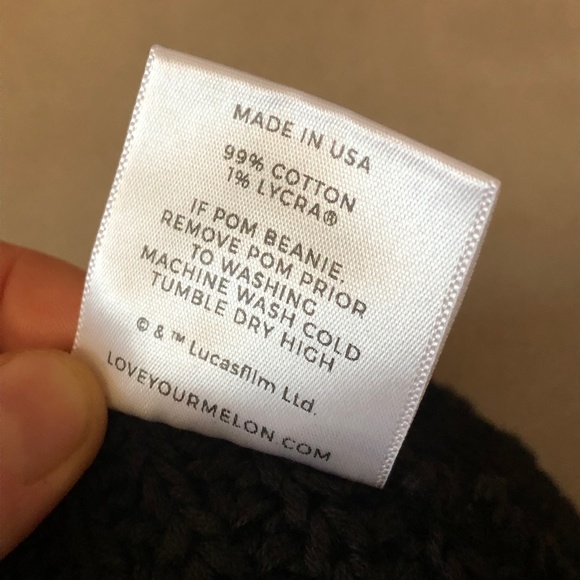 MADE IN USA
99% COTTON
1% LYCRA®
IF POM BEANIE,
REMOVE POM PRIOR
TO WASHING
MACHINE WASH COLD
TUMBLE DRY HIGH
© & ™ Lucasfilm Ltd.
LOVEYOURMELON.COM